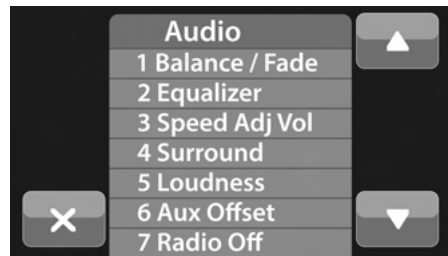 Audio
1 Balance / Fade
2 Equalizer
3 Speed Adj Vol
4 Surround
5 Loudness
6 Aux Offset
7 Radio Off